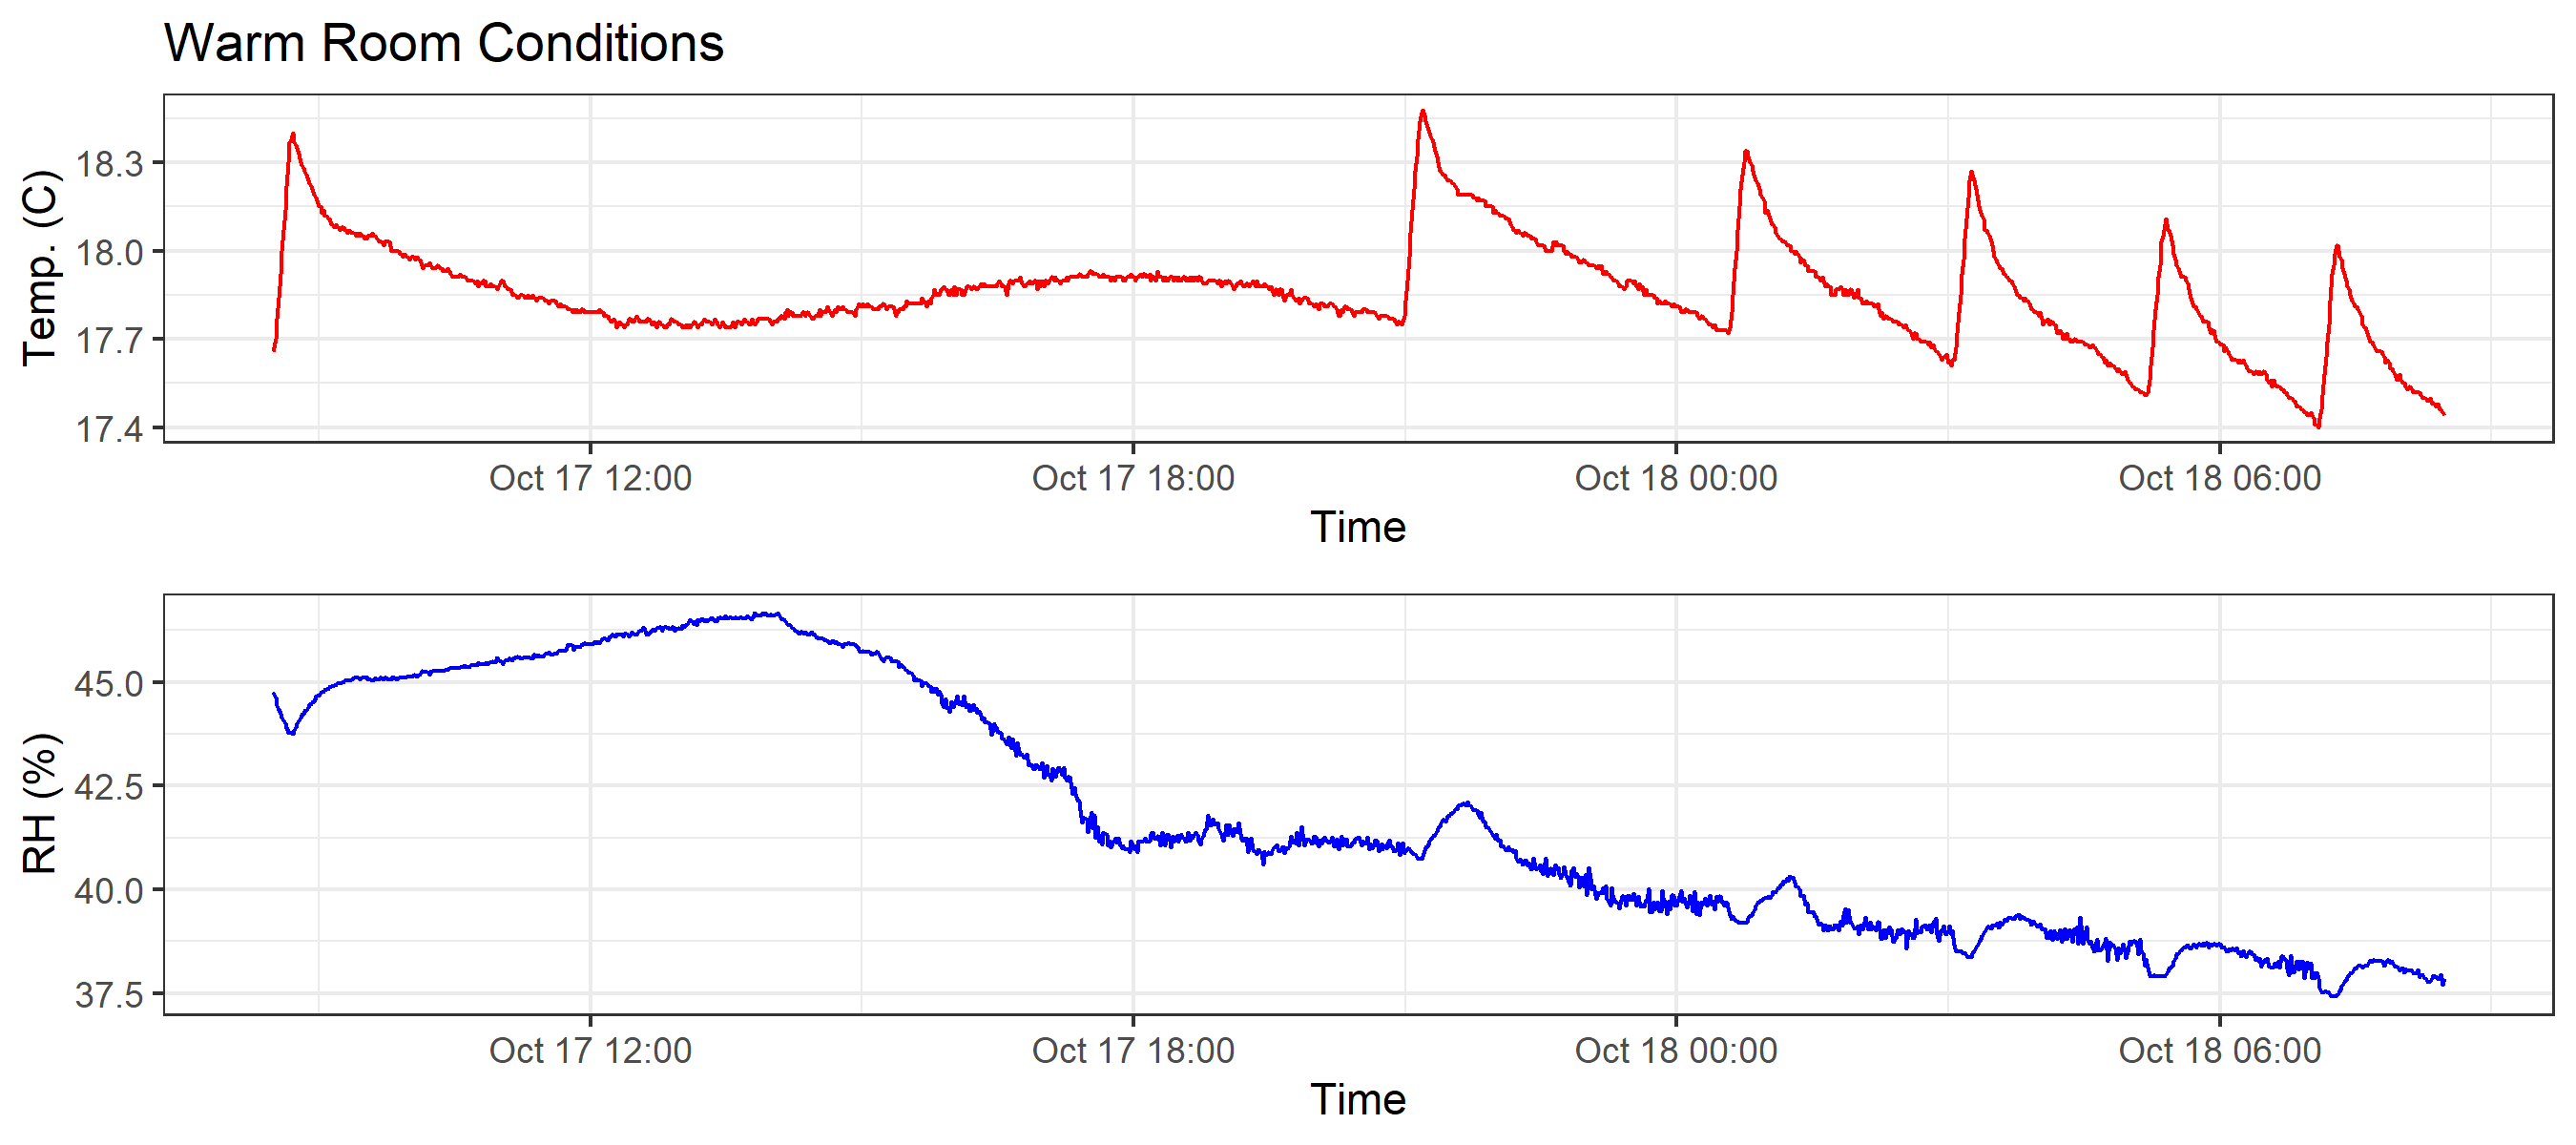 Warm Room Conditions
Temp. (C)
18.3
18.0
17.7
17.4
Oct 17 12:00 Oct 17 18:00 Oct 18 00:00 Oct 18 06:00
Time
RH (%)
45.0
42.5
40.0
37.5
Oct 17 12:00 Oct 17 18:00 Oct 18 00:00 Oct 18 06:00
Time